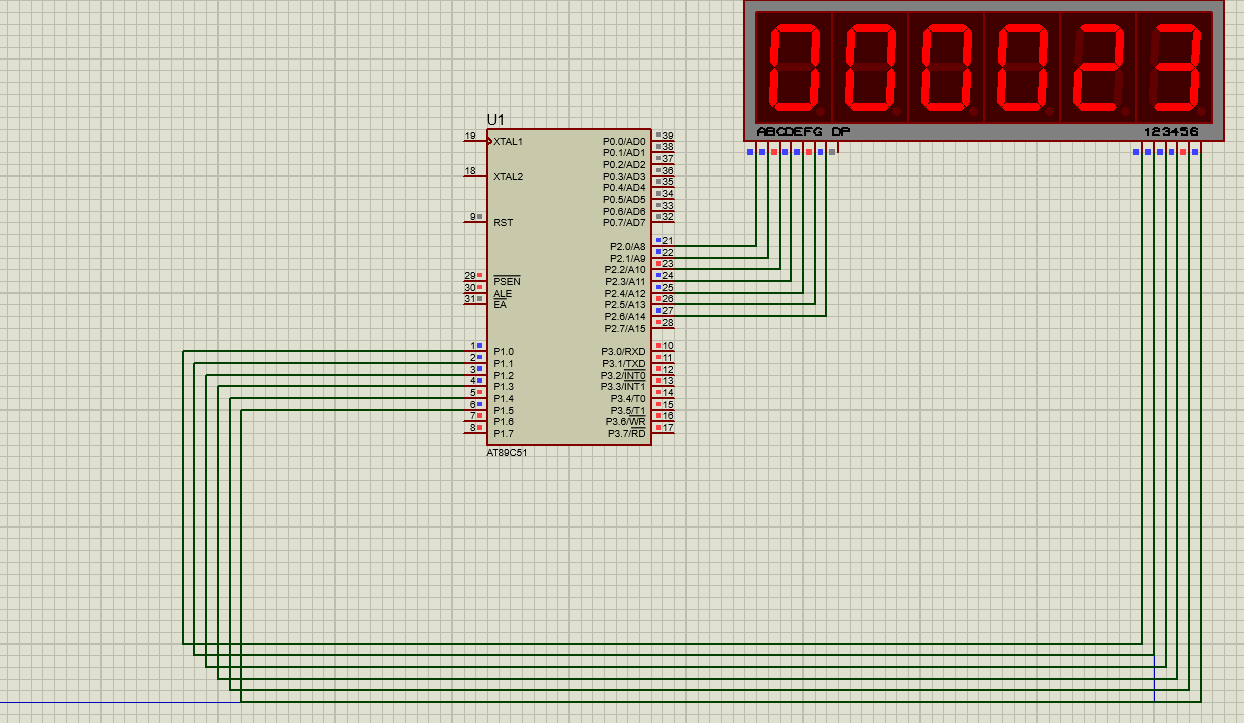 000023
ABCDEFG DP
123456
U1
19 XTAL1
18 XTAL2
9 RST
29 PSEN
30 ALE
31 EA
1 P1.0
2 P1.1
3 P1.2
4 P1.3
5 P1.4
6 P1.5
7 P1.6
8 P1.7
P0.0/AD0 39
P0.1/AD1 38
P0.2/AD2 37
P0.3/AD3 36
P0.4/AD4 35
P0.5/AD5 34
P0.6/AD6 33
P0.7/AD7 32
P2.0/A8 21
P2.1/A9 22
P2.2/A10 23
P2.3/A11 24
P2.4/A12 25
P2.5/A13 26
P2.6/A14 27
P2.7/A15 28
P3.0/RXD 10
P3.1/TXD 11
P3.2/INT0 12
P3.3/INT1 13
P3.4/T0 14
P3.5/T1 15
P3.6/WR 16
P3.7/RD 17
AT89C51